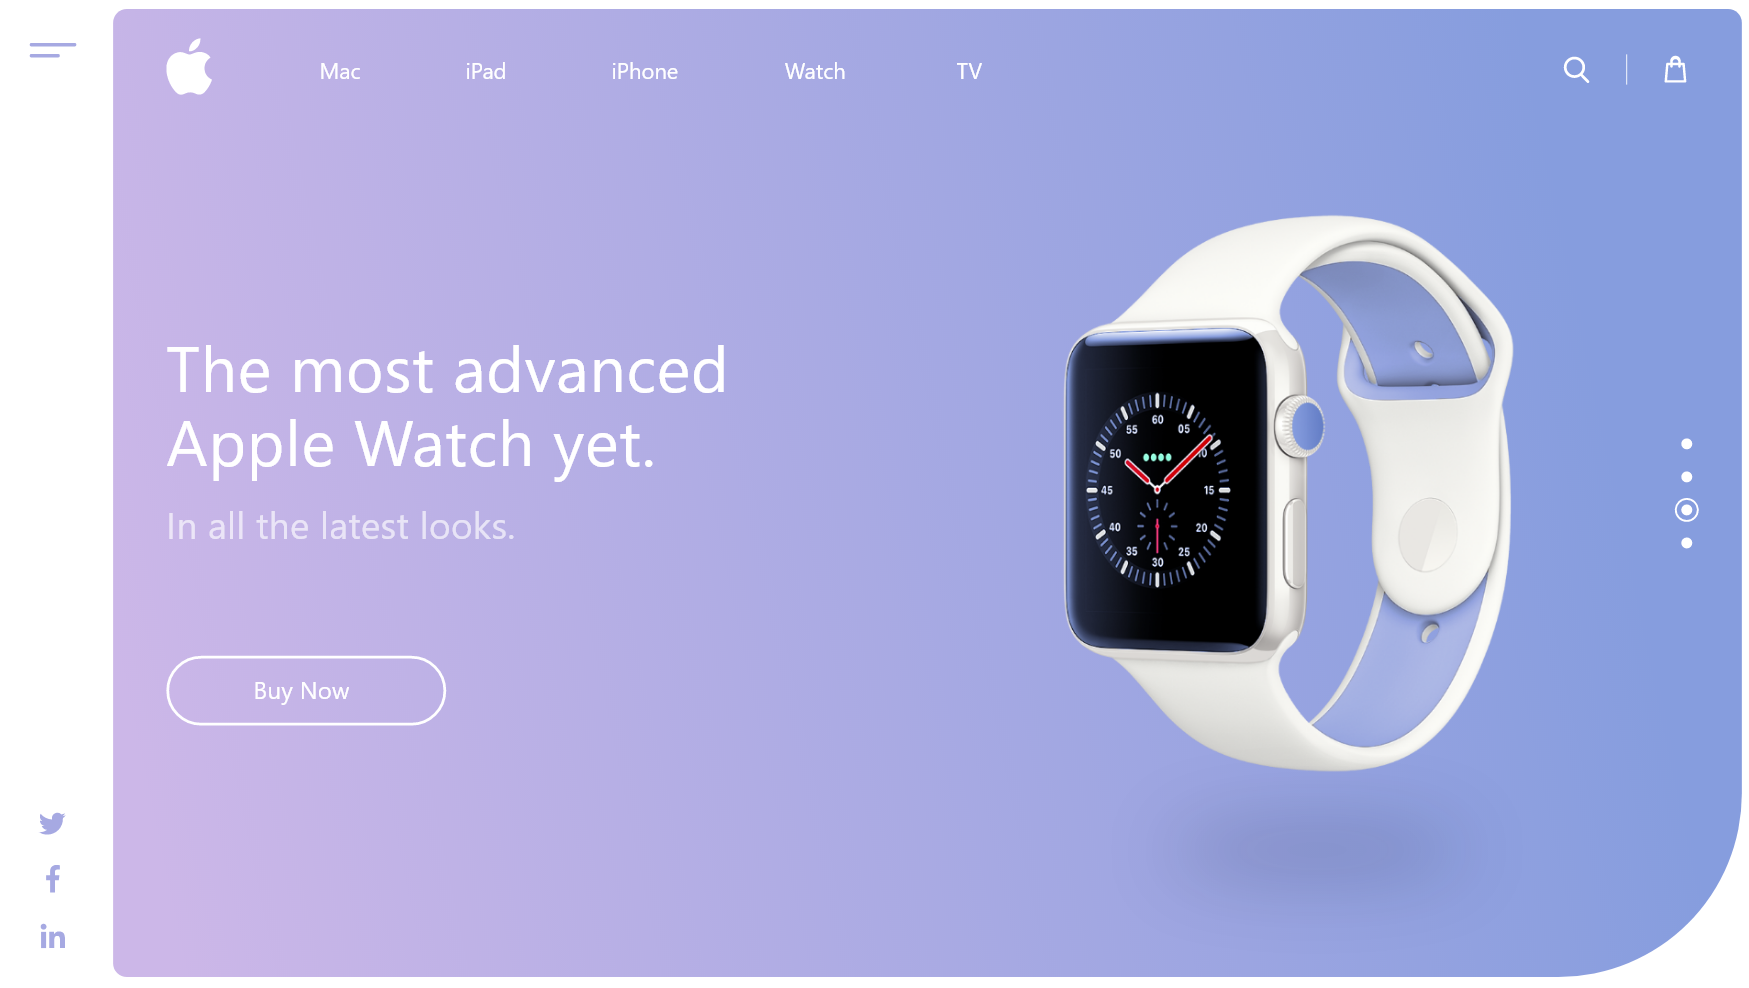 Mac iPad iPhone Watch TV
The most advanced
Apple Watch yet.
In all the latest looks.
Buy Now
60
55 05
50 10
45 15
40 20
35 25
30
in